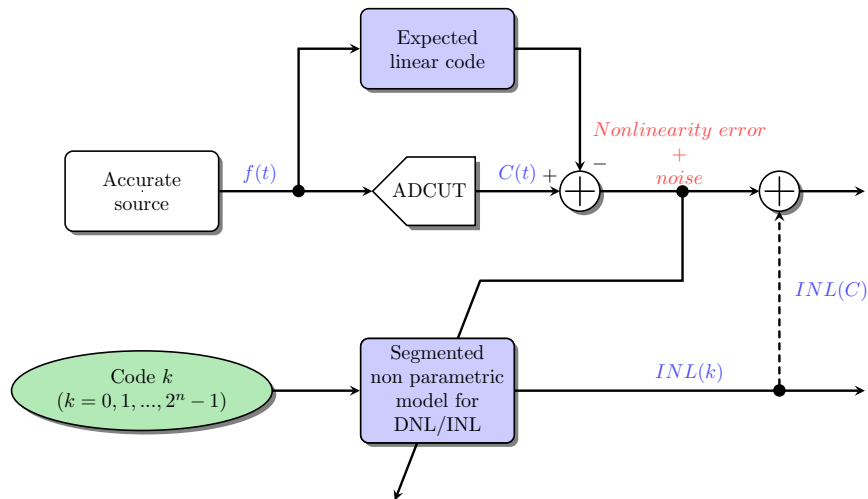 Expected
linear code
Nonlinearity error
+
noise
Accurate
source
f(t)
ADCUT
C(t)
+
−
INL(C)
Code k
(k = 0, 1, ..., 2^n − 1)
Segmented
non parametric
model for
DNL/INL
INL(k)